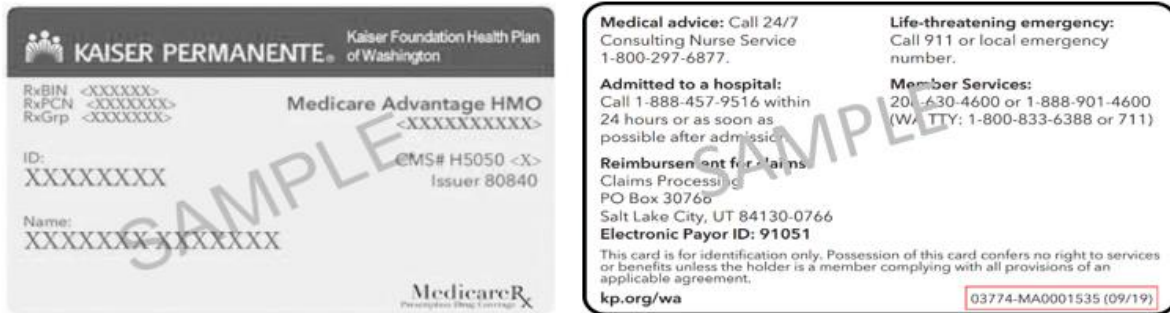 KAISER PERMANENTE®
Kaiser Foundation Health Plan
of Washington
RxBIN <XXXXXX>
RxPCN <XXXXXXX>
RxGrp <XXXXXXX>
Medicare Advantage HMO
<XXXXXXXXXX>
CMS# H5050 <X>
Issuer 80840
ID:
XXXXXXXX
Name:
XXXXXXX XXXXXXX
MedicareRx
Prescription Drug Coverage
SAMPLE
Medical advice: Call 24/7
Consulting Nurse Service
1-800-297-6877.
Admitted to a hospital:
Call 1-888-457-9516 within
24 hours or as soon as
possible after admission.
Reimbursement for claims
Claims Processing
PO Box 30766
Salt Lake City, UT 84130-0766
Electronic Payor ID: 91051
Life-threatening emergency:
Call 911 or local emergency
number.
Member Services:
206-630-4600 or 1-888-901-4600
(WA TTY: 1-800-833-6388 or 711)
SAMPLE
This card is for identification only. Possession of this card confers no right to services
or benefits unless the holder is a member complying with all provisions of an
applicable agreement.
kp.org/wa
03774-MA0001535 (09/19)